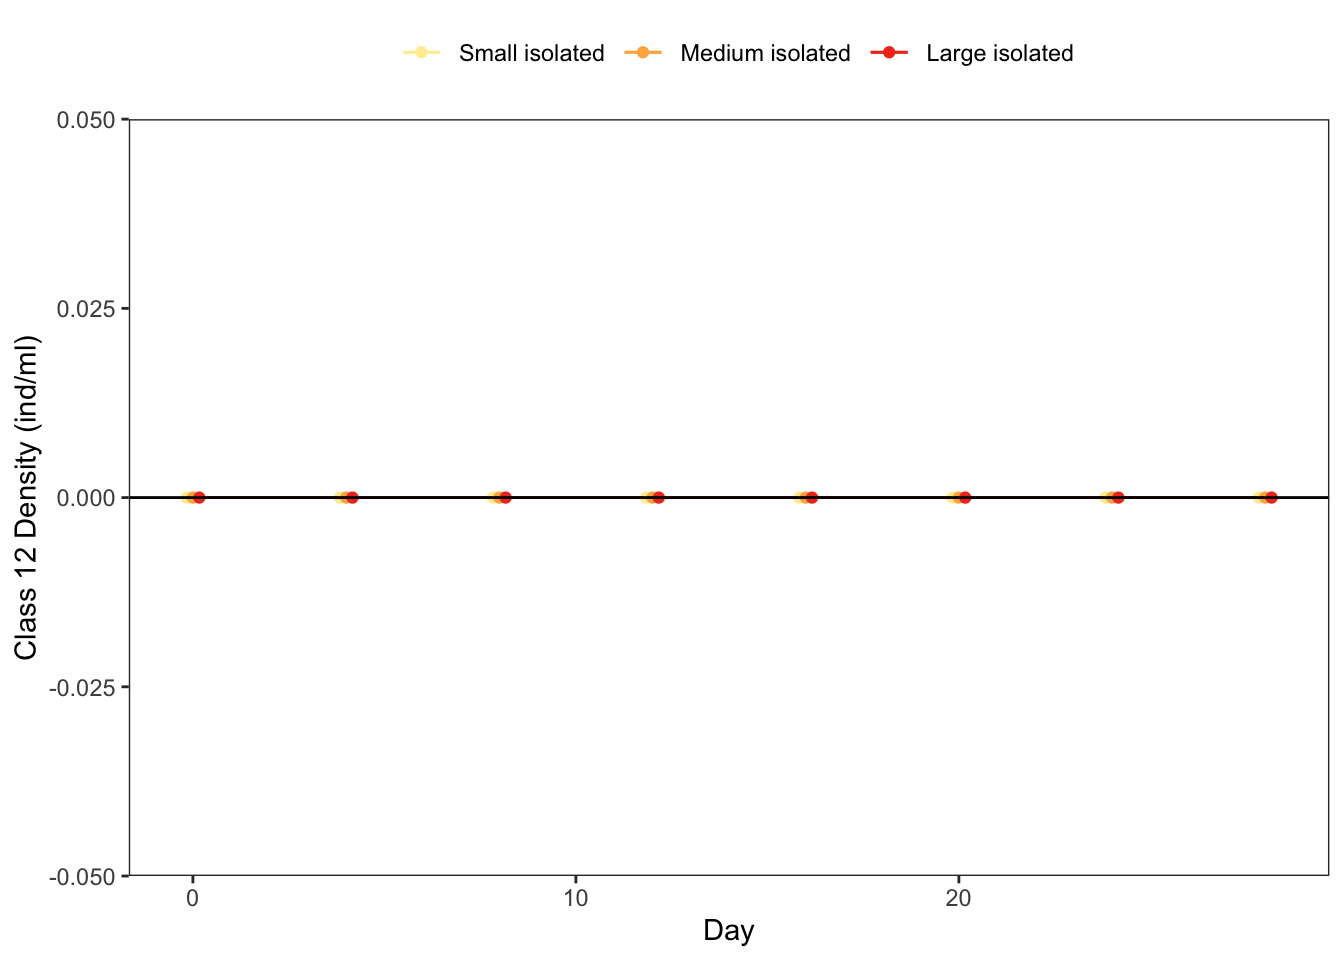 Small isolated Medium isolated Large isolated
0.050
0.025
0.000
-0.025
-0.050
Class 12 Density (ind/ml)
0 10 20
Day